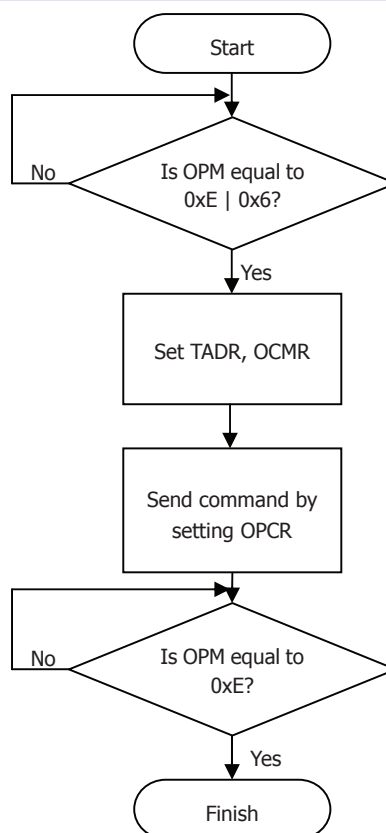 Start
No
Is OPM equal to
0xE | 0x6?
Yes
Set TADR, OCMR
Send command by
setting OPCR
No
Is OPM equal to
0xE?
Yes
Finish